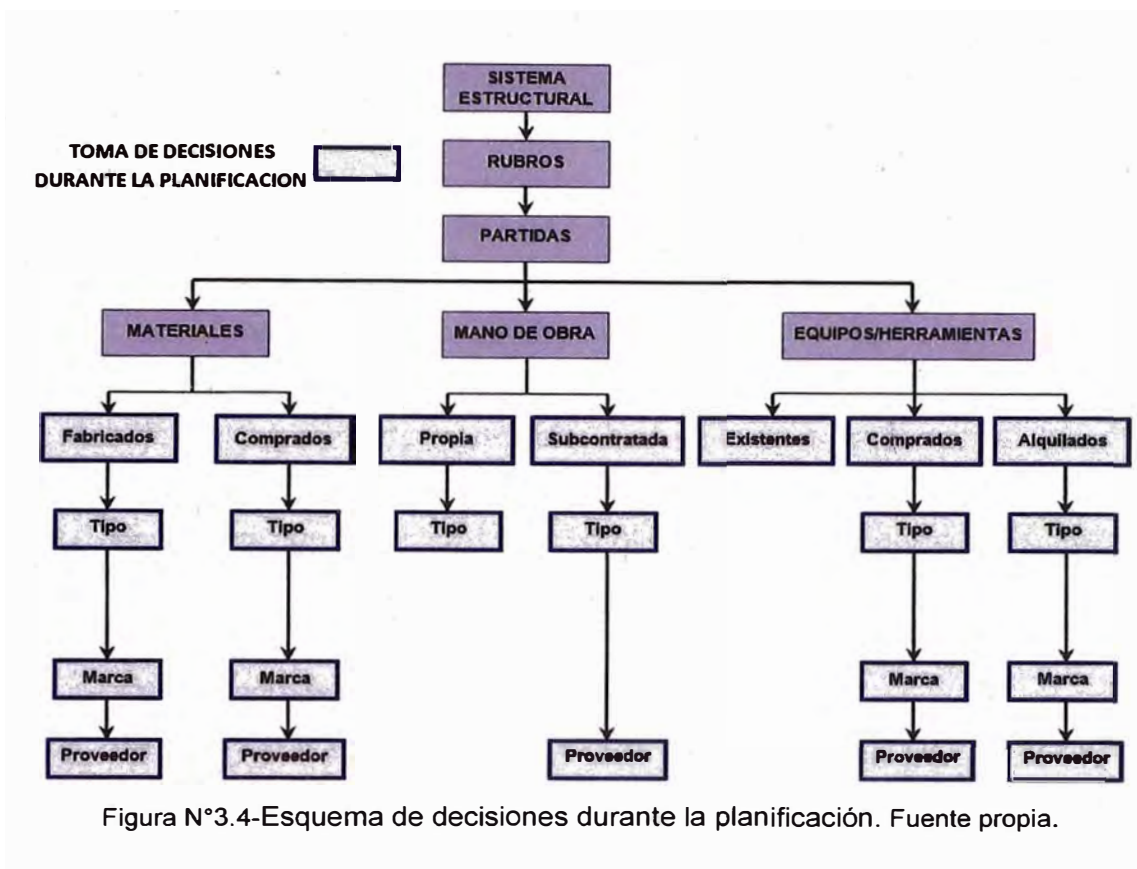 SISTEMA
ESTRUCTURAL
TOMA DE DECISIONES
DURANTE LA PLANIFICACION
RUBROS
PARTIDAS
MATERIALES
MANO DE OBRA
EQUIPOS/HERRAMIENTAS
Fabricados
Comprados
Propia
Subcontratada
Existentes
Comprados
Alquilados
Tipo
Tipo
Tipo
Tipo
Tipo
Tipo
Marca
Marca
Marca
Marca
Proveedor
Proveedor
Proveedor
Proveedor
Proveedor
Figura N°3.4-Esquema de decisiones durante la planificación. Fuente propia.